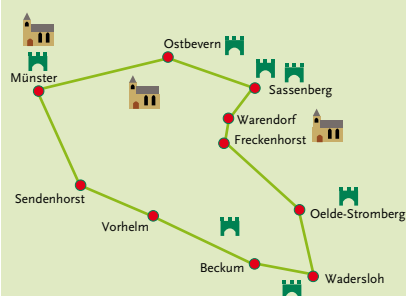 Ostbevern
Münster
Sassenberg
Warendorf
Freckenhorst
Sendenhorst
Oelde-Stromberg
Vorhelm
Beckum
Wadersloh